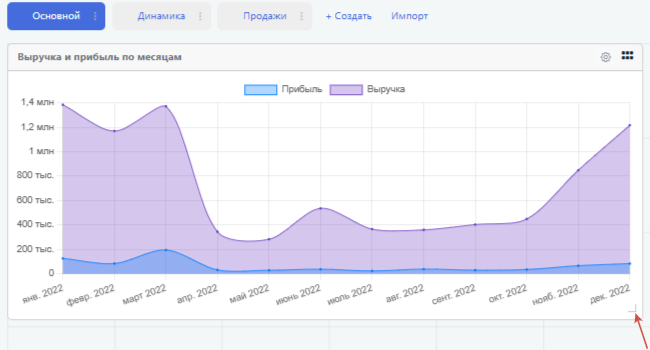 Основной Динамика Продажи + Создать Импорт
Выручка и прибыль по месяцам
Прибыль Выручка
1,4 млн
1,2 млн
1 млн
800 тыс.
600 тыс.
400 тыс.
200 тыс.
0
янв. 2022 февр. 2022 март 2022 апр. 2022 май 2022 июнь 2022 июль 2022 авг. 2022 сент. 2022 окт. 2022 нояб. 2022 дек. 2022